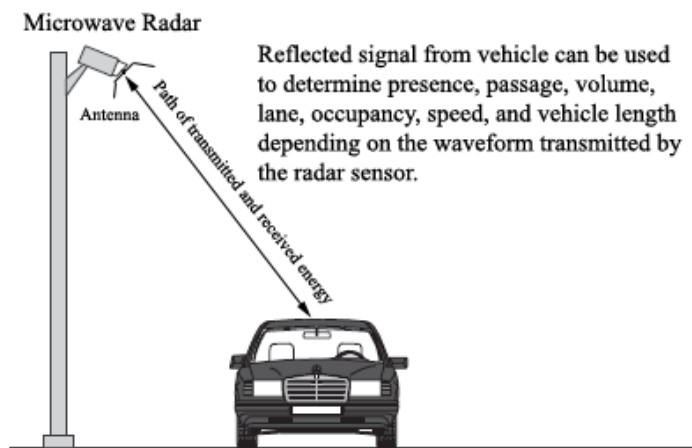 Microwave Radar
Antenna
Path of transmitted and received energy
Reflected signal from vehicle can be used
to determine presence, passage, volume,
lane, occupancy, speed, and vehicle length
depending on the waveform transmitted by
the radar sensor.